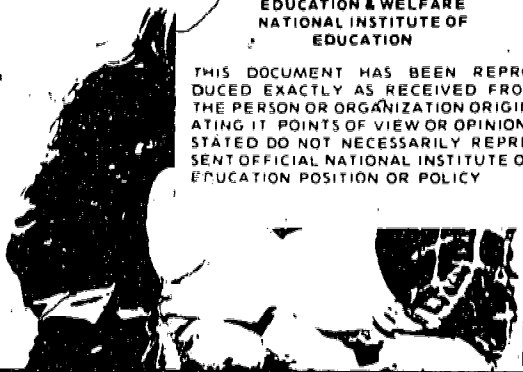 EDUCATION & WELFARE
NATIONAL INSTITUTE OF
EDUCATION
THIS DOCUMENT HAS BEEN REPRO
DUCED EXACTLY AS RECEIVED FRO
THE PERSON OR ORGANIZATION ORIGIN
ATING IT POINTS OF VIEW OR OPINION
STATED DO NOT NECESSARILY REPRE
SENT OFFICIAL NATIONAL INSTITUTE O
EDUCATION POSITION OR POLICY